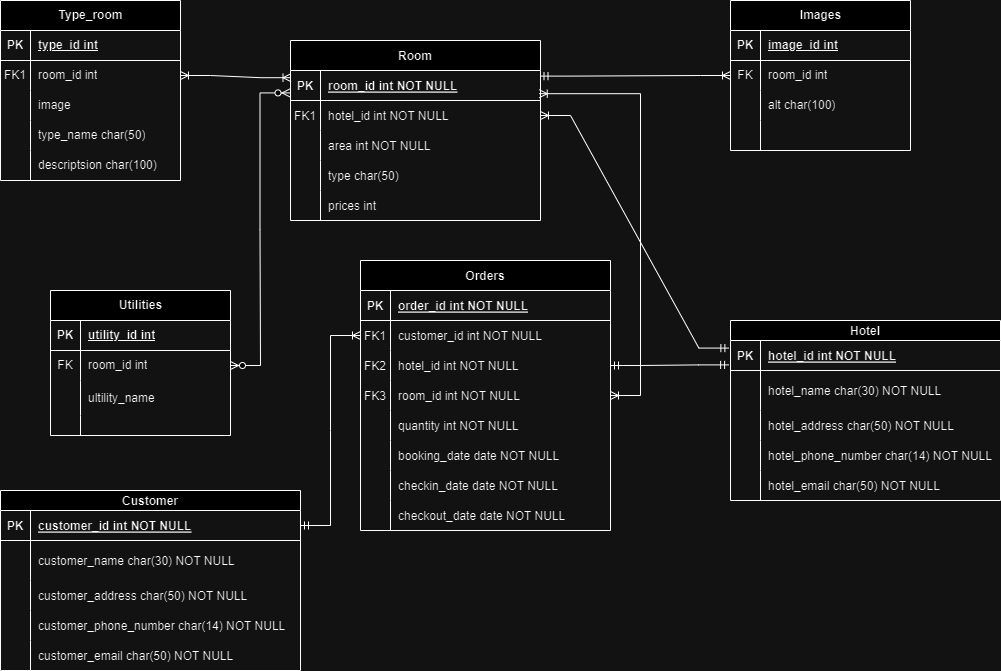 Type_room
PK type_id int
FK1 room_id int
image
type_name char(50)
descriptsion char(100)
Room
PK room_id int NOT NULL
FK1 hotel_id int NOT NULL
area int NOT NULL
type char(50)
prices int
Images
PK image_id int
FK room_id int
alt char(100)
Utilities
PK utility_id int
FK room_id int
ultility_name
Orders
PK order_id int NOT NULL
FK1 customer_id int NOT NULL
FK2 hotel_id int NOT NULL
FK3 room_id int NOT NULL
quantity int NOT NULL
booking_date date NOT NULL
checkin_date date NOT NULL
checkout_date date NOT NULL
Hotel
PK hotel_id int NOT NULL
hotel_name char(30) NOT NULL
hotel_address char(50) NOT NULL
hotel_phone_number char(14) NOT NULL
hotel_email char(50) NOT NULL
Customer
PK customer_id int NOT NULL
customer_name char(30) NOT NULL
customer_address char(50) NOT NULL
customer_phone_number char(14) NOT NULL
customer_email char(50) NOT NULL